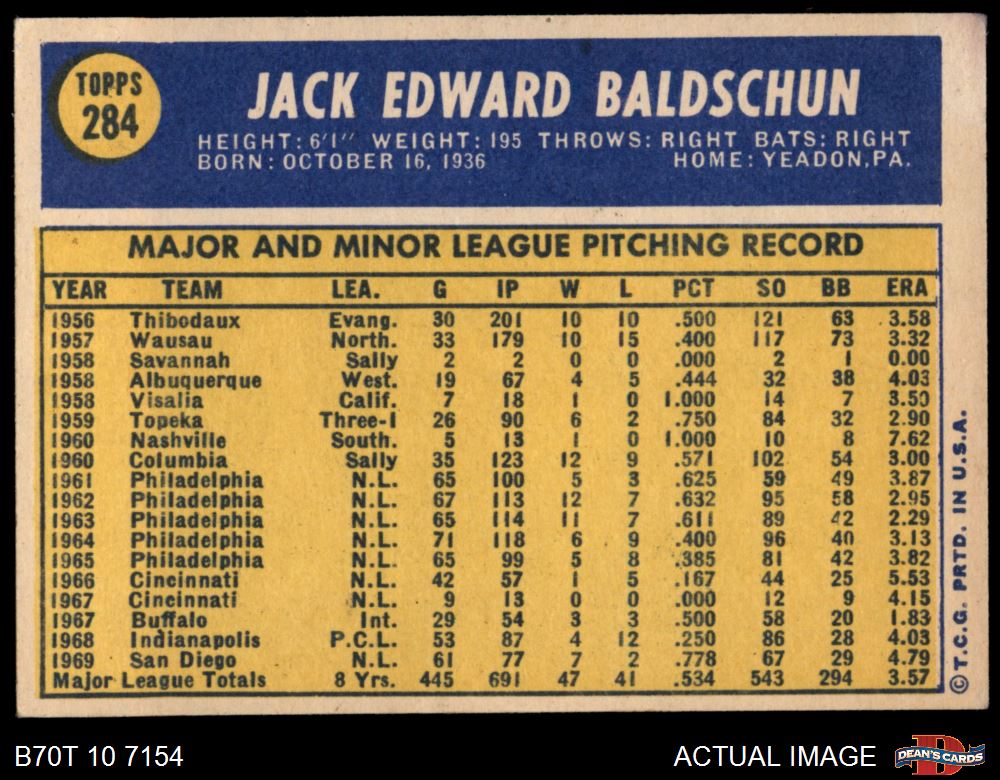 TOPPS
284
JACK EDWARD BALDSCHUN
HEIGHT: 6'1" WEIGHT: 195 THROWS: RIGHT BATS: RIGHT
BORN: OCTOBER 16, 1936 HOME: YEADON, PA.
MAJOR AND MINOR LEAGUE PITCHING RECORD
YEAR TEAM LEA. G IP W L PCT SO BB ERA
1956 Thibodaux Evang. 30 201 10 10 .500 121 63 3.58
1957 Wausau North. 33 179 10 15 .400 117 73 3.32
1958 Savannah Sally 2 2 0 0 .000 2 1 0.00
1958 Albuquerque West. 19 67 4 5 .444 32 38 4.03
1958 Visalia Calif. 7 18 1 0 1.000 14 7 3.50
1959 Topeka Three-I 26 90 6 2 .750 84 32 2.90
1960 Nashville South. 5 13 1 0 1.000 10 8 7.62
1960 Columbia Sally 35 123 12 9 .571 102 54 3.00
1961 Philadelphia N.L. 65 100 5 3 .625 59 49 3.87
1962 Philadelphia N.L. 67 113 12 7 .632 95 58 2.95
1963 Philadelphia N.L. 65 114 11 7 .611 89 42 2.29
1964 Philadelphia N.L. 71 118 6 9 .400 96 40 3.13
1965 Philadelphia N.L. 65 99 5 8 .385 81 42 3.82
1966 Cincinnati N.L. 42 57 1 5 .167 44 25 5.53
1967 Cincinnati N.L. 9 13 0 0 .000 12 9 4.15
1967 Buffalo Int. 29 54 3 3 .500 58 20 1.83
1968 Indianapolis P.C.L. 53 87 4 12 .250 86 28 4.03
1969 San Diego N.L. 61 77 7 2 .778 67 29 4.79
Major League Totals 8 Yrs. 445 691 47 41 .534 543 294 3.57
© T.C.G. PRTD. IN U.S.A.
B70T 10 7154
ACTUAL IMAGE
DEAN'S CARDS